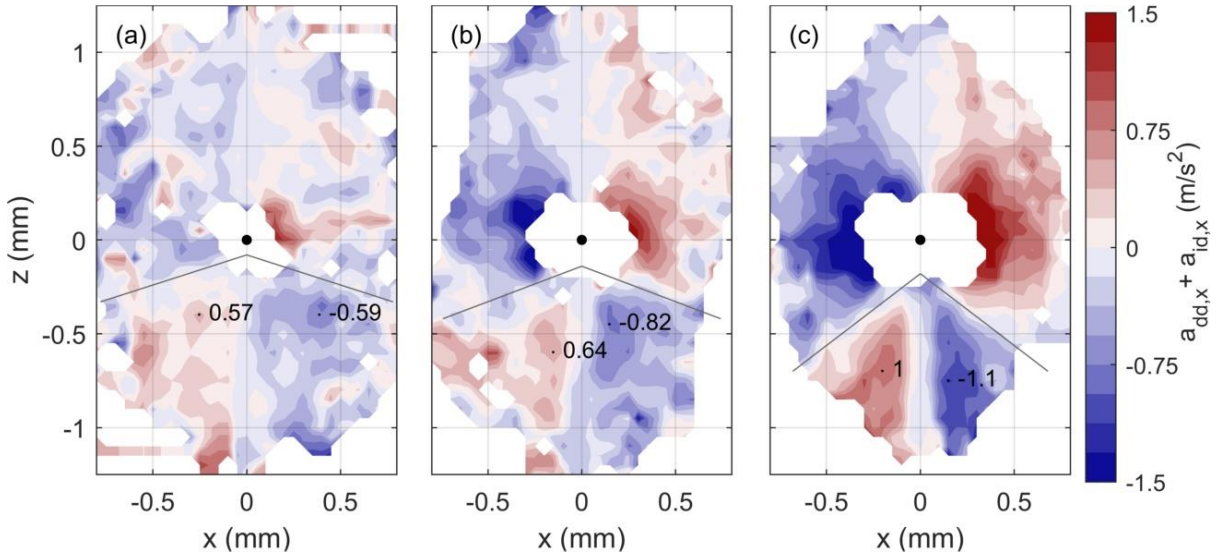 (a)
(b)
(c)
1
0.5
0
-0.5
-1
z (mm)
0.57
-0.59
-0.82
0.64
1
-1.1
-0.5 0 0.5
-0.5 0 0.5
-0.5 0 0.5
x (mm)
x (mm)
x (mm)
1.5
0.75
0
-0.75
-1.5
a_dd,x + a_id,x (m/s²)